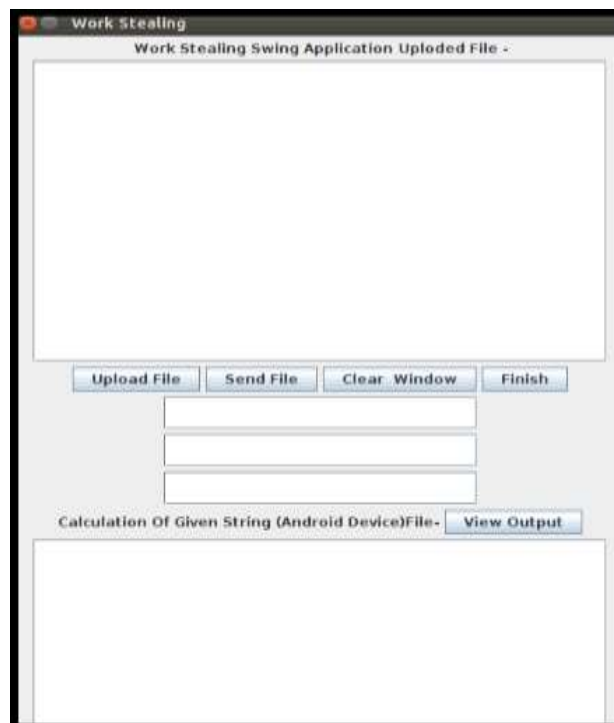 Work Stealing
Work Stealing Swing Application Uploded File -
Upload File Send File Clear Window Finish
Calculation Of Given String (Android Device)File- View Output